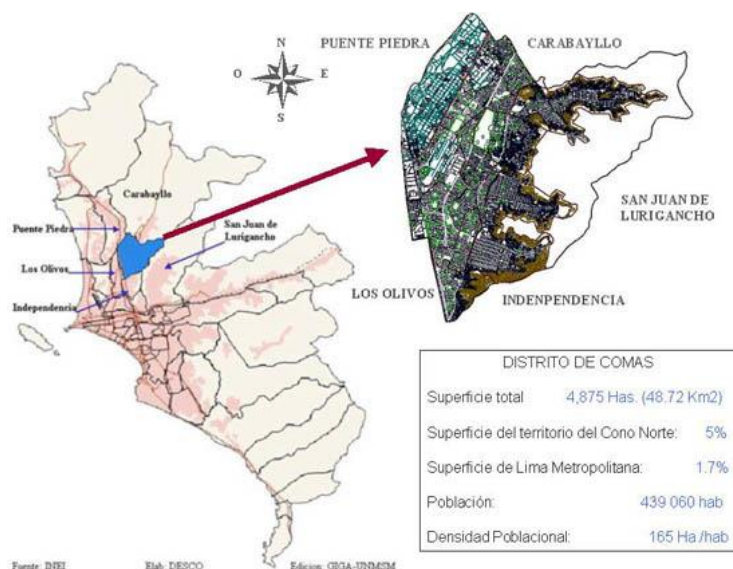 PUENTE PIEDRA
CARABAYLLO
N
O E
S
Carabayllo
Puente Piedra
San Juan de
Lurigancho
Los Olivos
Independencia
SAN JUAN DE
LURIGANCHO
LOS OLIVOS
INDENPENDENCIA
DISTRITO DE COMAS
Superficie total 4,875 Has. (48.72 Km2)
Superficie del territorio del Cono Norte: 5%
Superficie de Lima Metropolitana: 1.7%
Población: 439 060 hab
Densidad Poblacional: 165 Ha./hab
Fuente: INEI Elab: DESCO Edicion: GIGA-UNMSM